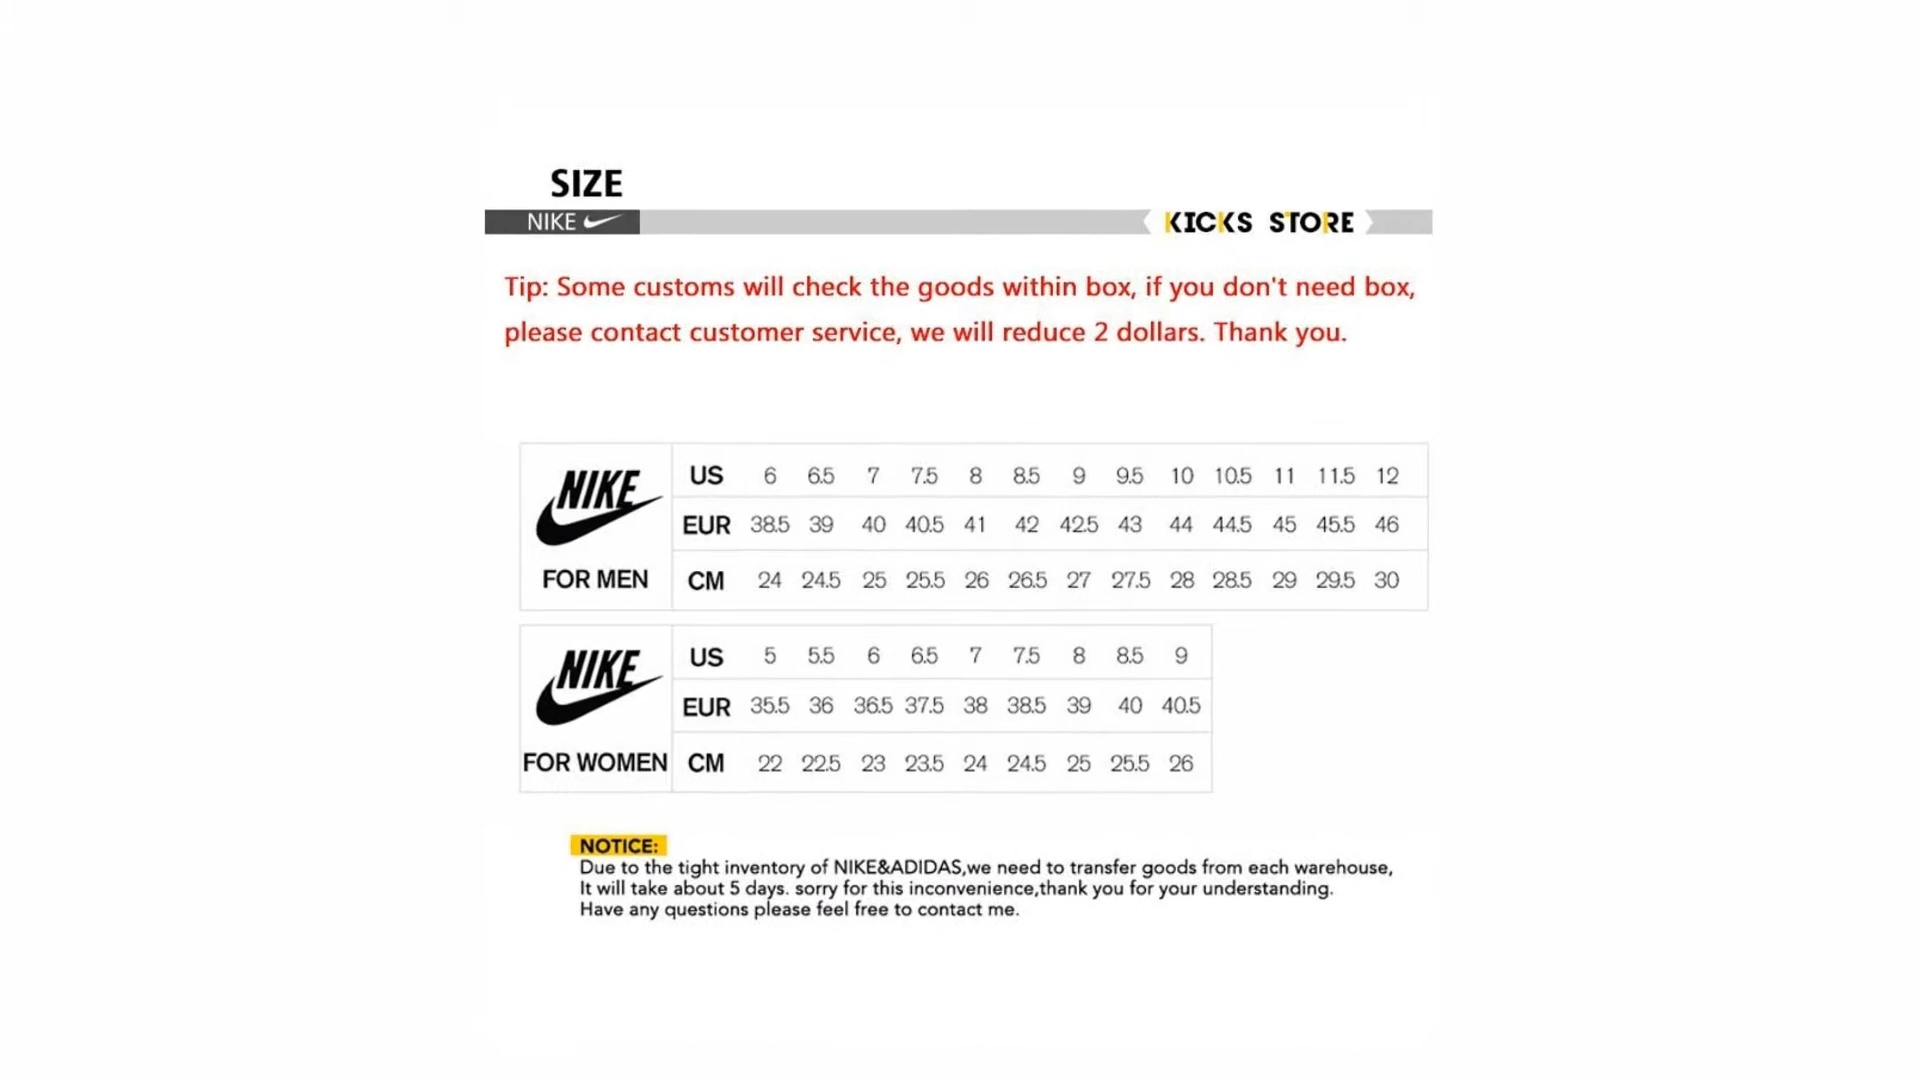 SIZE
NIKE
KICKS STORE
Tip: Some customs will check the goods within box, if you don't need box,
please contact customer service, we will reduce 2 dollars. Thank you.
NIKE
FOR MEN
US 6 6.5 7 7.5 8 8.5 9 9.5 10 10.5 11 11.5 12
EUR 38.5 39 40 40.5 41 42 42.5 43 44 44.5 45 45.5 46
CM 24 24.5 25 25.5 26 26.5 27 27.5 28 28.5 29 29.5 30
NIKE
FOR WOMEN
US 5 5.5 6 6.5 7 7.5 8 8.5 9
EUR 35.5 36 36.5 37.5 38 38.5 39 40 40.5
CM 22 22.5 23 23.5 24 24.5 25 25.5 26
NOTICE:
Due to the tight inventory of NIKE&ADIDAS,we need to transfer goods from each warehouse,
It will take about 5 days. sorry for this inconvenience,thank you for your understanding.
Have any questions please feel free to contact me.